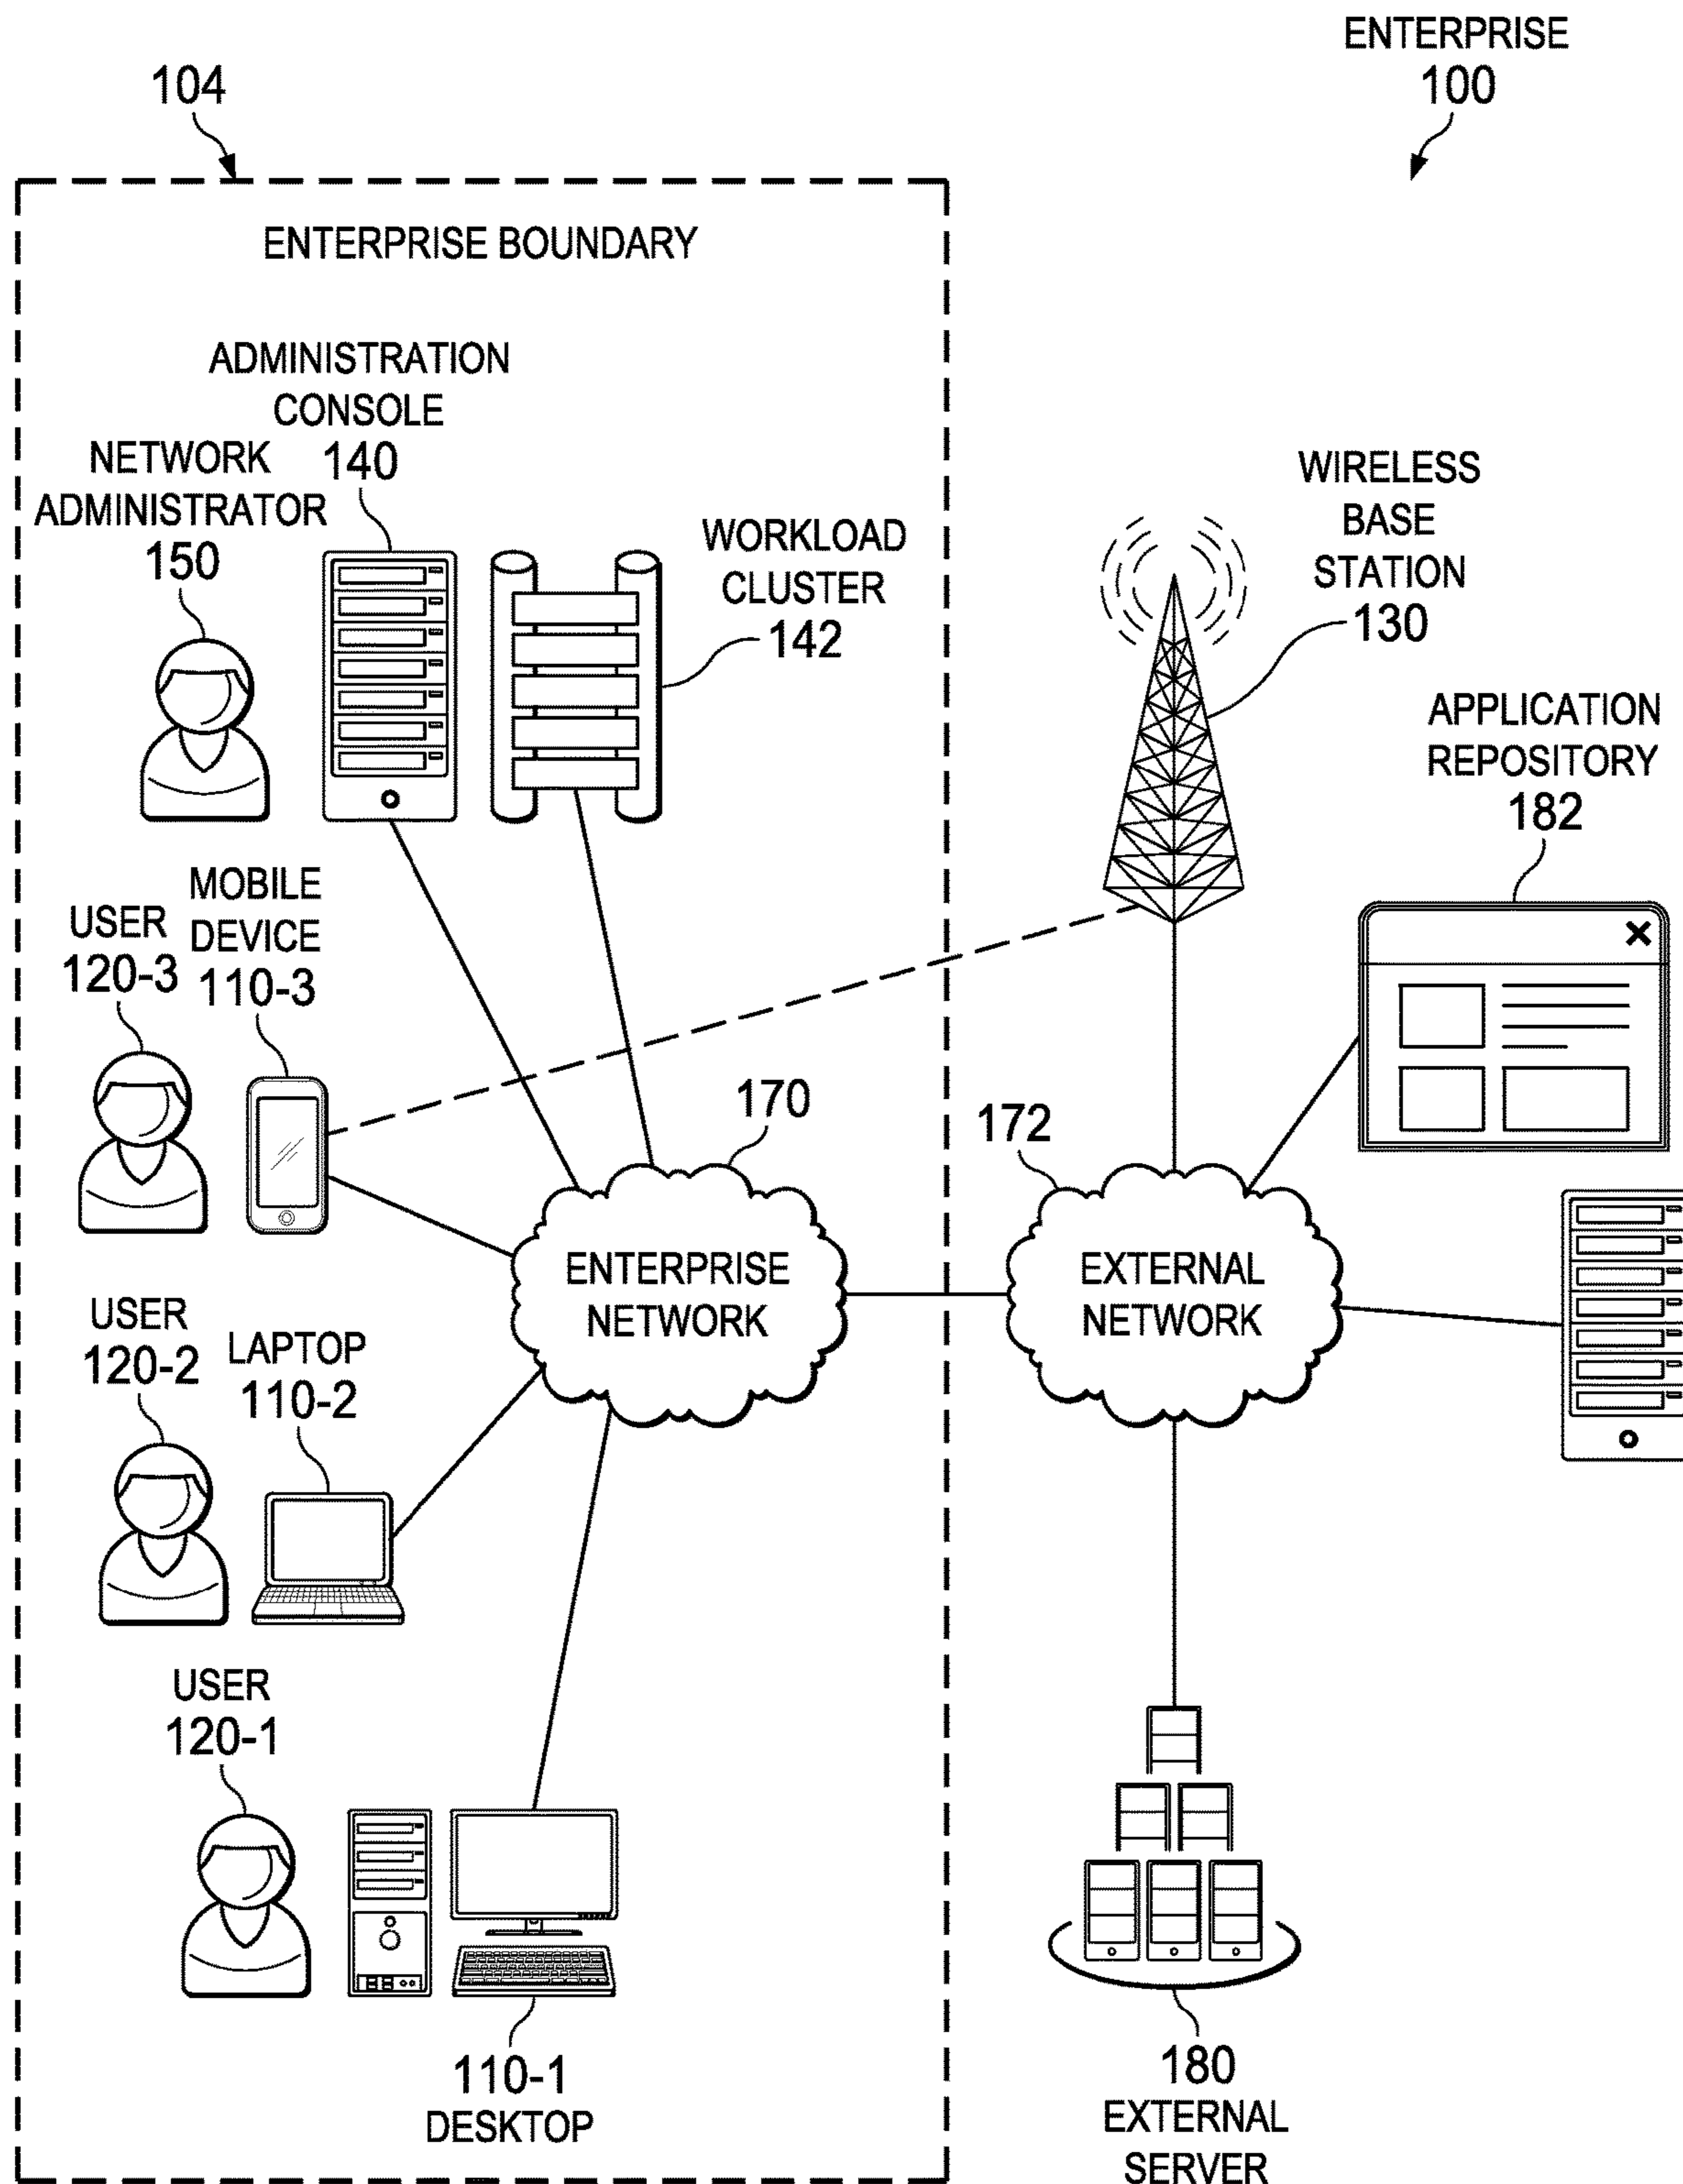 ENTERPRISE
100
104
ENTERPRISE BOUNDARY
ADMINISTRATION
CONSOLE
140
NETWORK
ADMINISTRATOR
150
WORKLOAD
CLUSTER
142
WIRELESS
BASE
STATION
130
APPLICATION
REPOSITORY
182
MOBILE
DEVICE
110-3
USER
120-3
170
172
ENTERPRISE
NETWORK
EXTERNAL
NETWORK
USER
120-2
LAPTOP
110-2
USER
120-1
110-1
DESKTOP
180
EXTERNAL
SERVER